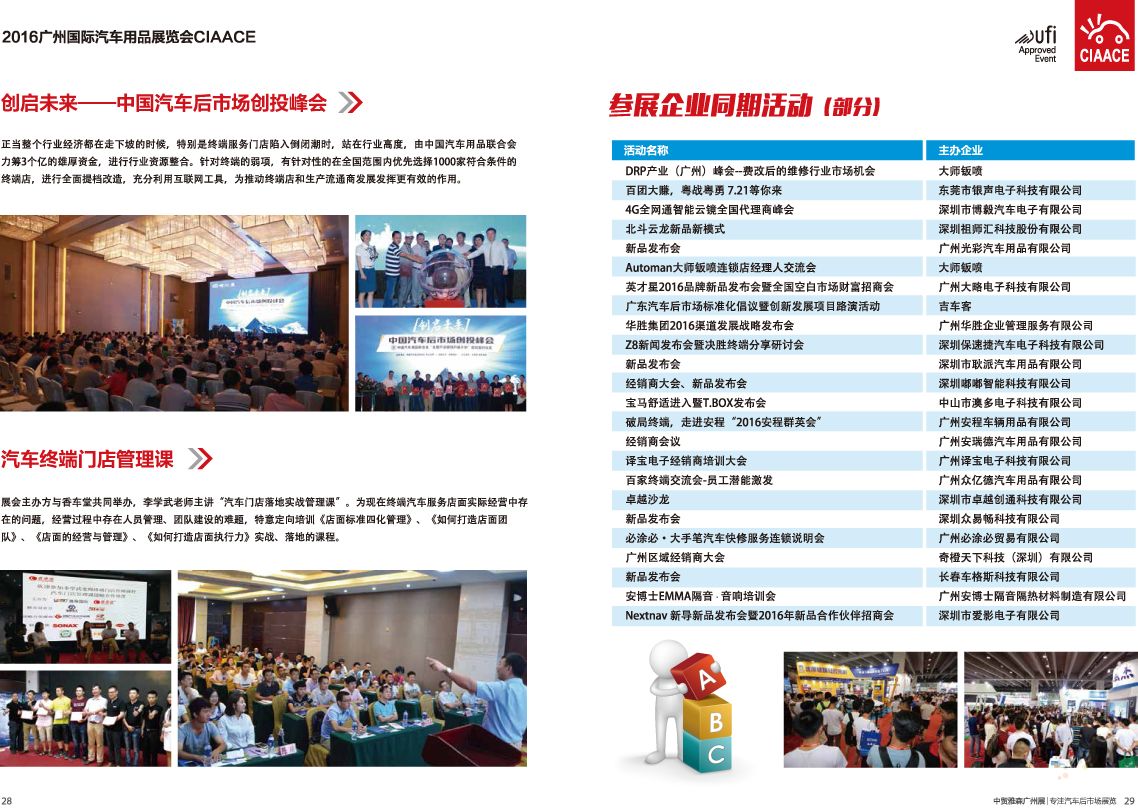 2016广州国际汽车用品展览会CIAACE
创启未来——中国汽车后市场创投峰会
正当整个行业经济都在走下坡的时候，特别是终端服务门店陷入倒闭潮时，站在行业高度，由中国汽车用品联合会
力筹3个亿的雄厚资金，进行行业资源整合。针对终端的弱项，有针对性的在全国范围内优先选择1000家符合条件的
终端店，进行全面提档改造，充分利用互联网工具，为推动终端店和生产流通商发展发挥更有效的作用。
中国汽车后市场创投峰会
[创启未来]
中国汽车后市场创投峰会
汽车终端门店管理课
展会主办方与香车堂共同举办，李学武老师主讲“汽车门店落地实战管理课”。为现在终端汽车服务店面实际经营中存
在的问题，经营过程中存在人员管理、团队建设的难题，特意定向培训《店面标准四化管理》、《如何打造店面团
队》、《店面的经营与管理》、《如何打造店面执行力》实战、落地的课程。
SONAX
28
ufi
Approved
Event
CIAACE
参展企业同期活动（部分）
活动名称 主办企业
DRP产业（广州）峰会--费改后的维修行业市场机会 大师钣喷
百团大赚，粤战粤勇 7.21等你来 东莞市银声电子科技有限公司
4G全网通智能云镜全国代理商峰会 深圳市博毅汽车电子有限公司
北斗云龙新品新模式 深圳祖师汇科技股份有限公司
新品发布会 广州光彩汽车用品有限公司
Automan大师钣喷连锁店经理人交流会 大师钣喷
英才星2016品牌新品发布会暨全国空白市场财富招商会 广州大略电子科技有限公司
广东汽车后市场标准化倡议暨创新发展项目路演活动 吉车客
华胜集团2016渠道发展战略发布会 广州华胜企业管理服务有限公司
Z8新闻发布会暨决胜终端分享研讨会 深圳保速捷汽车电子科技有限公司
新品发布会 深圳市耿派汽车用品有限公司
经销商大会、新品发布会 深圳嘟嘟智能科技有限公司
宝马舒适进入暨T.BOX发布会 中山市澳多电子科技有限公司
破局终端，走进安程“2016安程群英会” 广州安程车辆用品有限公司
经销商会议 广州安瑞德汽车用品有限公司
译宝电子经销商培训大会 广州译宝电子科技有限公司
百家终端交流会-员工潜能激发 广州众亿德汽车用品有限公司
卓越沙龙 深圳市卓越创通科技有限公司
新品发布会 深圳众易畅科技有限公司
必涂必·大手笔汽车快修服务连锁说明会 广州必涂必贸易有限公司
广州区域经销商大会 奇橙天下科技（深圳）有限公司
新品发布会 长春车格斯科技有限公司
安博士EMMA隔音·音响培训会 广州安博士隔音隔热材料制造有限公司
Nextnav 新导新品发布会暨2016年新品合作伙伴招商会 深圳市爱影电子有限公司
A
B
C
中贸雅森广州展|专注汽车后市场展览 29